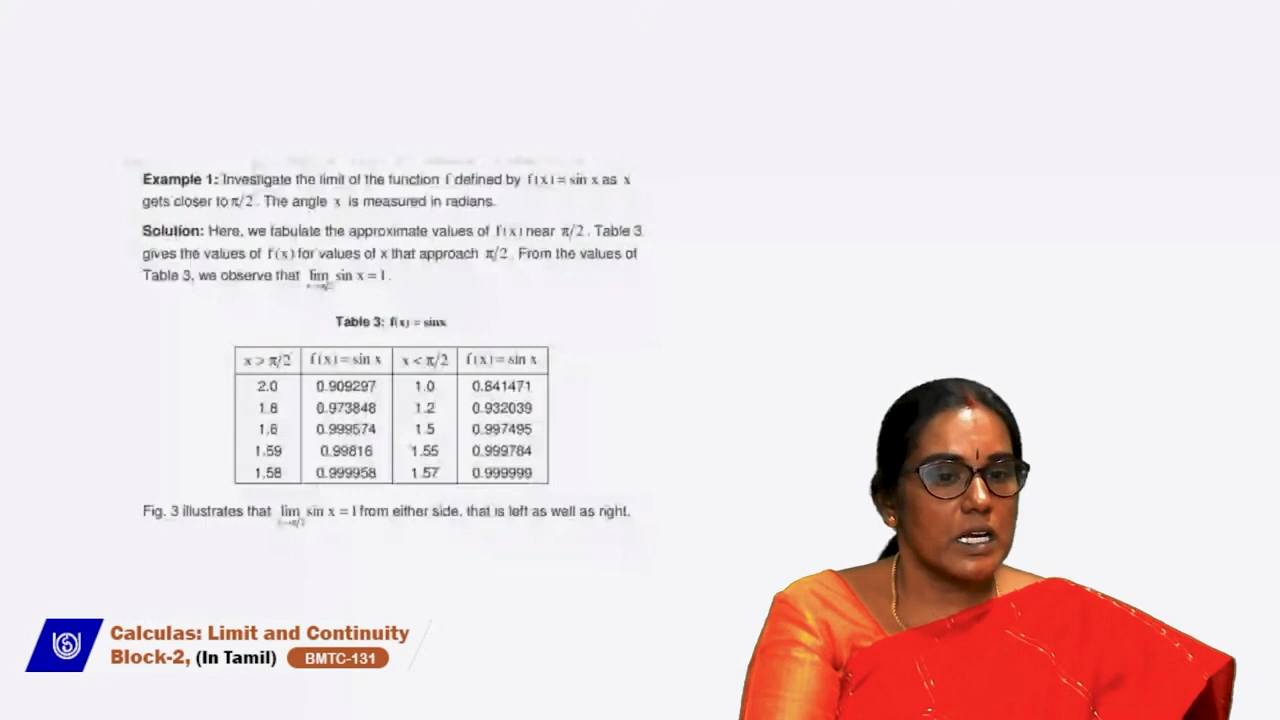 Example 1: Investigate the limit of the function f defined by f(x) = sin x as x
gets closer to π/2. The angle x is measured in radians.
Solution: Here, we tabulate the approximate values of f(x) near π/2. Table 3
gives the values of f(x) for values of x that approach π/2. From the values of
Table 3, we observe that lim sin x = 1.
x→π/2
Table 3: f(x) = sinx
x > π/2 f(x) = sin x x < π/2 f(x) = sin x
2.0 0.909297 1.0 0.841471
1.8 0.973848 1.2 0.932039
1.6 0.999574 1.5 0.997495
1.59 0.99816 1.55 0.999784
1.58 0.999958 1.57 0.999999
Fig. 3 illustrates that lim sin x = 1 from either side, that is left as well as right.
x→π/2
Calculas: Limit and Continuity
Block-2, (In Tamil) BMTC-131